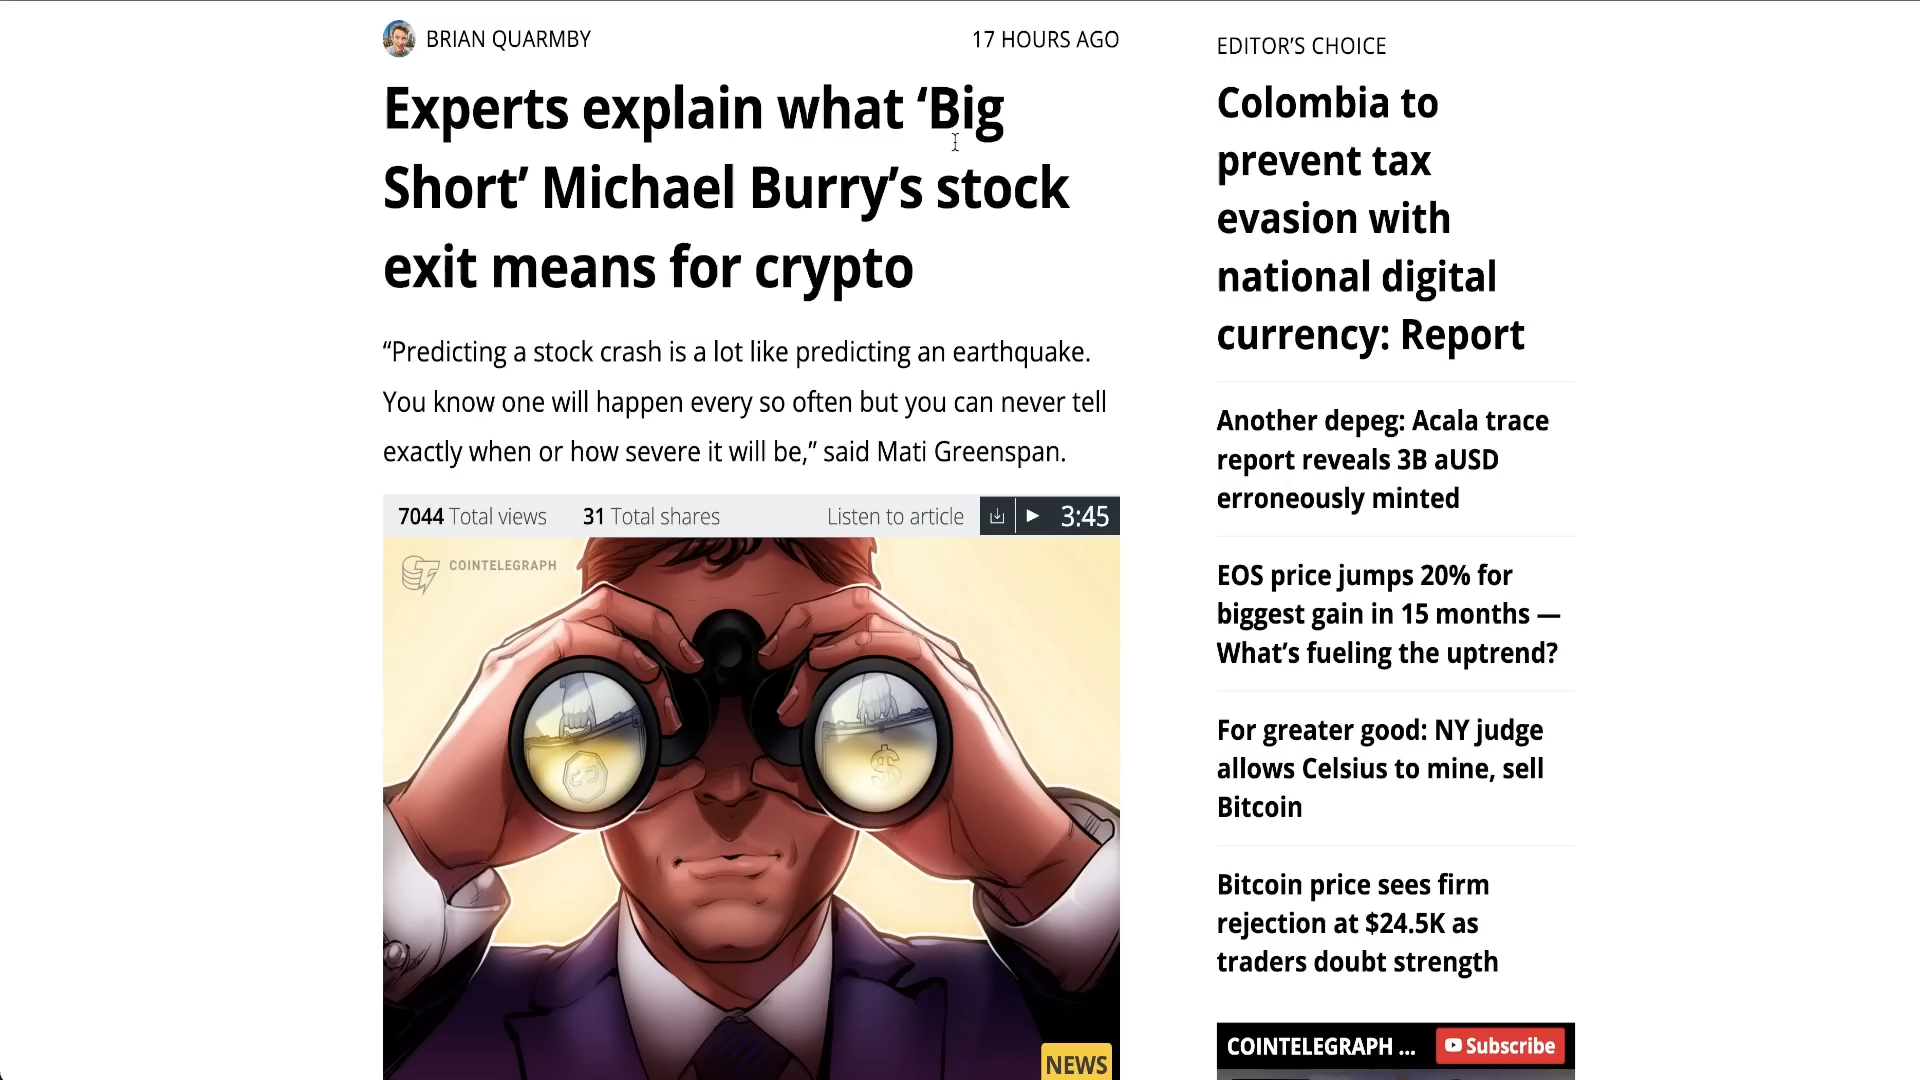 BRIAN QUARMBY
17 HOURS AGO
Experts explain what ‘Big
Short’ Michael Burry’s stock
exit means for crypto
“Predicting a stock crash is a lot like predicting an earthquake.
You know one will happen every so often but you can never tell
exactly when or how severe it will be,” said Mati Greenspan.
7044 Total views
31 Total shares
Listen to article
3:45
COINTELEGRAPH
$
NEWS
EDITOR’S CHOICE
Colombia to
prevent tax
evasion with
national digital
currency: Report
Another depeg: Acala trace
report reveals 3B aUSD
erroneously minted
EOS price jumps 20% for
biggest gain in 15 months —
What’s fueling the uptrend?
For greater good: NY judge
allows Celsius to mine, sell
Bitcoin
Bitcoin price sees firm
rejection at $24.5K as
traders doubt strength
COINTELEGRAPH ...
Subscribe